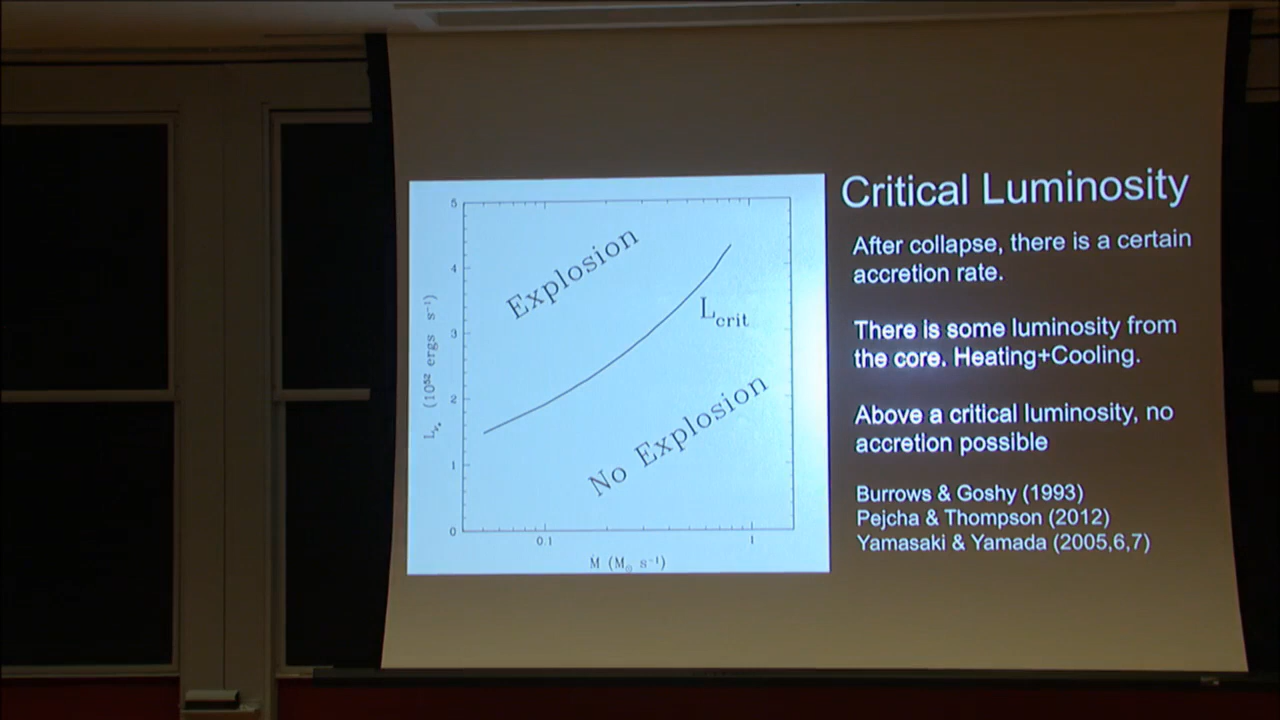 Critical Luminosity
After collapse, there is a certain
accretion rate.
There is some luminosity from
the core. Heating+Cooling.
Above a critical luminosity, no
accretion possible
Burrows & Goshy (1993)
Pejcha & Thompson (2012)
Yamasaki & Yamada (2005,6,7)
Explosion
L_crit
No Explosion
5
4
3
2
1
0
0.1
1
(10^52 ergs s^-1)
Ṁ (M_⊙ s^-1)